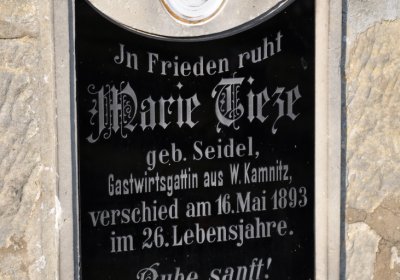 Jn Frieden ruht
Marie Tieze
geb. Seidel,
Gastwirtsgattin aus W. Kamnitz,
verschied am 16. Mai 1893
im 26. Lebensjahre.
Ruhe sanft!